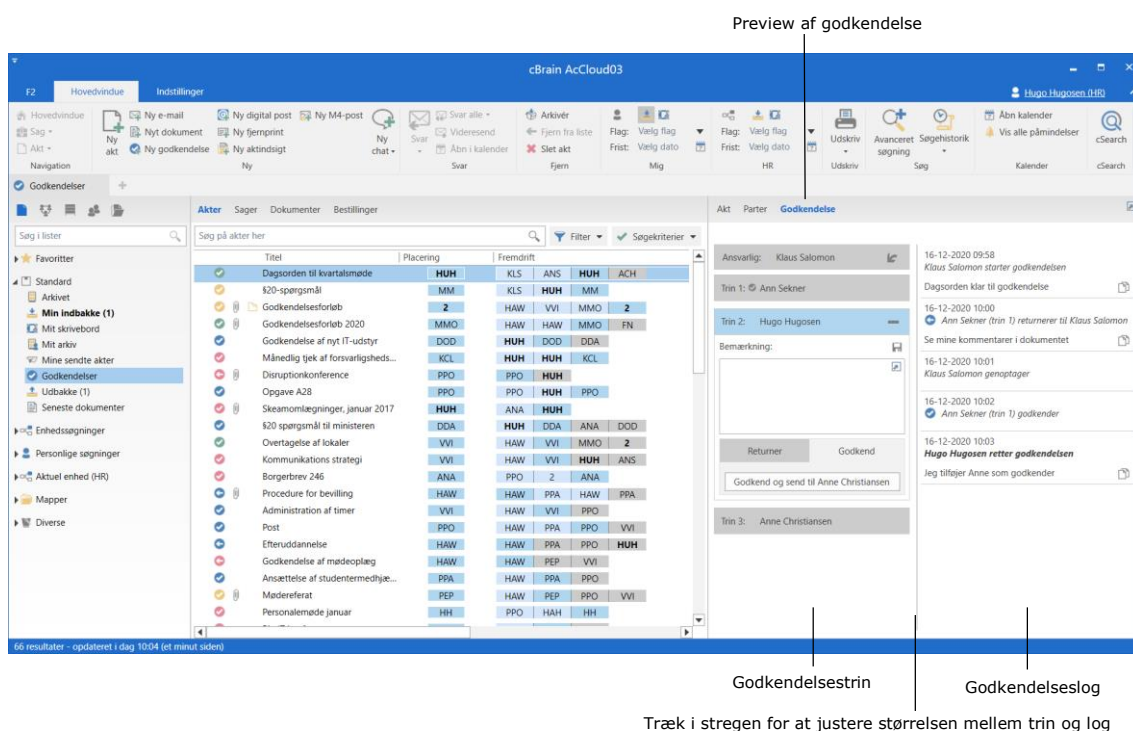 Preview af godkendelse
cBrain AcCloud03
F2 Hovedvindue Indstillinger
Hugo Hugosen (HR)
Hovedvindue
Sag
Akt
Navigation
Ny akt
Ny e-mail
Nyt dokument
Ny godkendelse
Ny digital post
Ny fjernprint
Ny aktindsigt
Ny M4-post
Ny chat
Ny
Svar
Svar alle
Videresend
Åbn i kalender
Svar
Arkivér
Fjern fra liste
Slet akt
Fjern
Flag: Vælg flag
Frist: Vælg dato
Mig
Flag: Vælg flag
Frist: Vælg dato
HR
Udskriv
Udskriv
Avanceret søgning
Søgehistorik
Søg
Åbn kalender
Vis alle påmindelser
Kalender
cSearch
cSearch
Godkendelser
Søg i lister
Favoritter
Standard
Arkivet
Min indbakke (1)
Mit skrivebord
Mit arkiv
Mine sendte akter
Godkendelser
Udbakke (1)
Seneste dokumenter
Enhedssøgninger
Personlige søgninger
Aktuel enhed (HR)
Mapper
Diverse
Akter Sager Dokumenter Bestillinger
Søg på akter her
Filter Søgekriterier
Titel Placering Fremdrift
Dagsorden til kvartalsmøde HUH KLS ANS HUH ACH
§20-spørgsmål MM KLS HUH MM
Godkendelsesforløb 2 HAW VVI MMO 2
Godkendelsesforløb 2020 MMO HAW HAW MMO FN
Godkendelse af nyt IT-udstyr DOD HUH DOD DDA
Månedlig tjek af forsvarligheds... KCL HUH HUH KCL
Disruptionkonference PPO PPO HUH
Opgave A28 PPO PPO HUH PPO
Skeamomlægninger, januar 2017 HUH ANA HUH
§20 spørgsmål til ministeren DDA HUH DDA ANA DOD
Overtagelse af lokaler VVI HAW VVI MMO 2
Kommunikations strategi VVI HAW VVI HUH ANS
Borgerbrev 246 ANA PPO 2 ANA
Procedure for bevilling HAW HAW PPA HAW PPA
Administration af timer VVI HAW VVI PPO
Post PPO HAW PPA PPO VVI
Efteruddannelse HAW HAW PPA PPO HUH
Godkendelse af mødeoplæg HAW HAW PEP VVI
Ansættelse af studentermedhjæ... PPA HAW PPA PPO
Mødereferat PEP HAW PEP PPO VVI
Personalemøde januar HH PPO HAH HH
Akt Parter Godkendelse
Ansvarlig: Klaus Salomon
Trin 1: Ann Sekner
Trin 2: Hugo Hugosen
Bemærkning:
Returner Godkend
Godkend og send til Anne Christiansen
Trin 3: Anne Christiansen
16-12-2020 09:58
Klaus Salomon starter godkendelsen
Dagsorden klar til godkendelse
16-12-2020 10:00
Ann Sekner (trin 1) returnerer til Klaus Salomon
Se mine kommentarer i dokumentet
16-12-2020 10:01
Klaus Salomon genoptager
16-12-2020 10:02
Ann Sekner (trin 1) godkender
16-12-2020 10:03
Hugo Hugosen retter godkendelsen
Jeg tilføjer Anne som godkender
66 resultater - opdateret i dag 10:04 (et minut siden)
Godkendelsestrin
Godkendelseslog
Træk i stregen for at justere størrelsen mellem trin og log